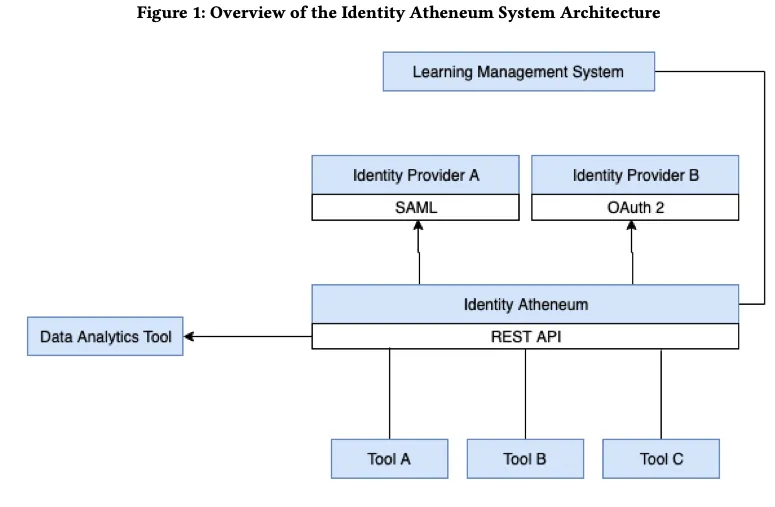 Figure 1: Overview of the Identity Atheneum System Architecture
Learning Management System
Identity Provider A
Identity Provider B
SAML
OAuth 2
Identity Atheneum
REST API
Data Analytics Tool
Tool A
Tool B
Tool C